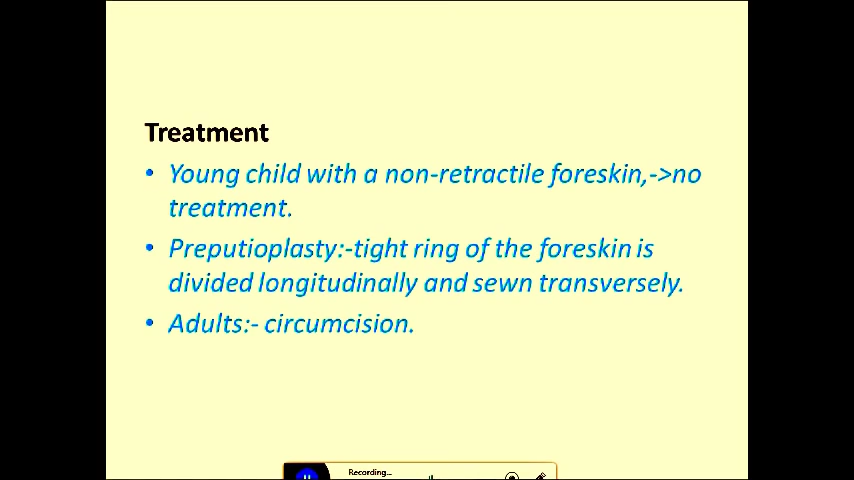 Treatment
• Young child with a non-retractile foreskin,->no
treatment.
• Preputioplasty:-tight ring of the foreskin is
divided longitudinally and sewn transversely.
• Adults:- circumcision.
Recording...